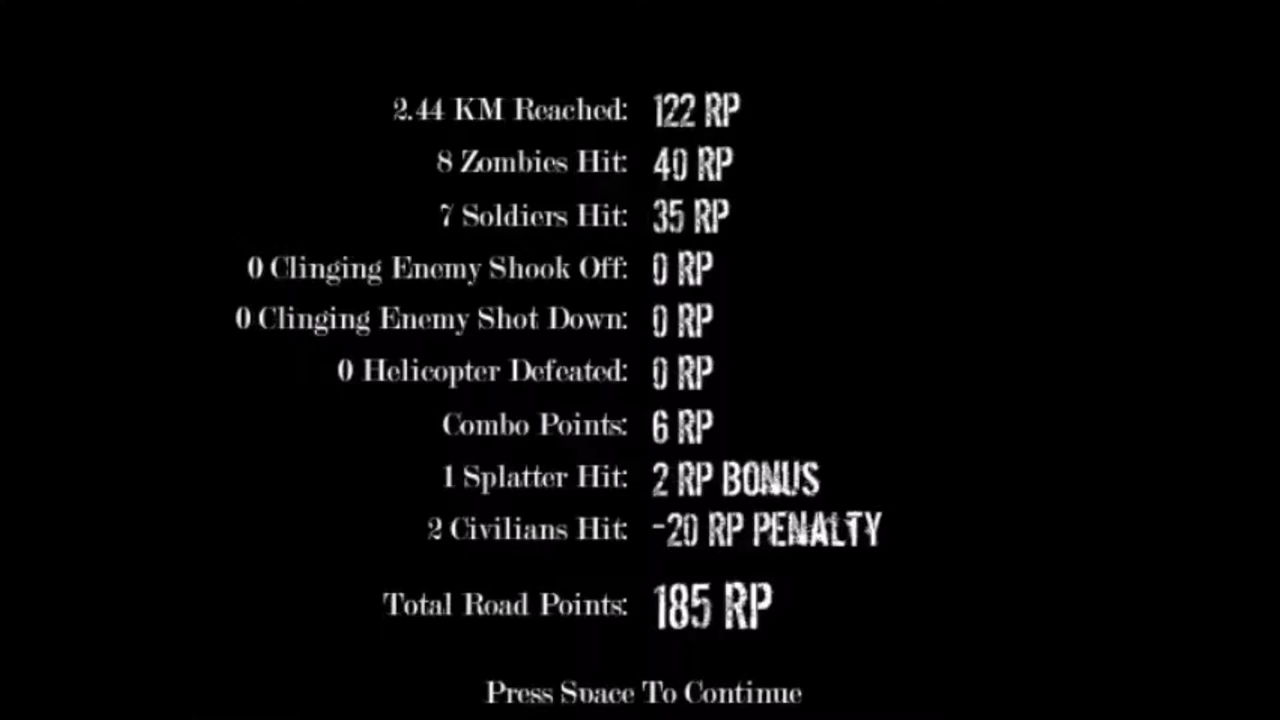 2.44 KM Reached: 122 RP
8 Zombies Hit: 40 RP
7 Soldiers Hit: 35 RP
0 Clinging Enemy Shook Off: 0 RP
0 Clinging Enemy Shot Down: 0 RP
0 Helicopter Defeated: 0 RP
Combo Points: 6 RP
1 Splatter Hit: 2 RP BONUS
2 Civilians Hit: -20 RP PENALTY
Total Road Points: 185 RP
Press Space To Continue